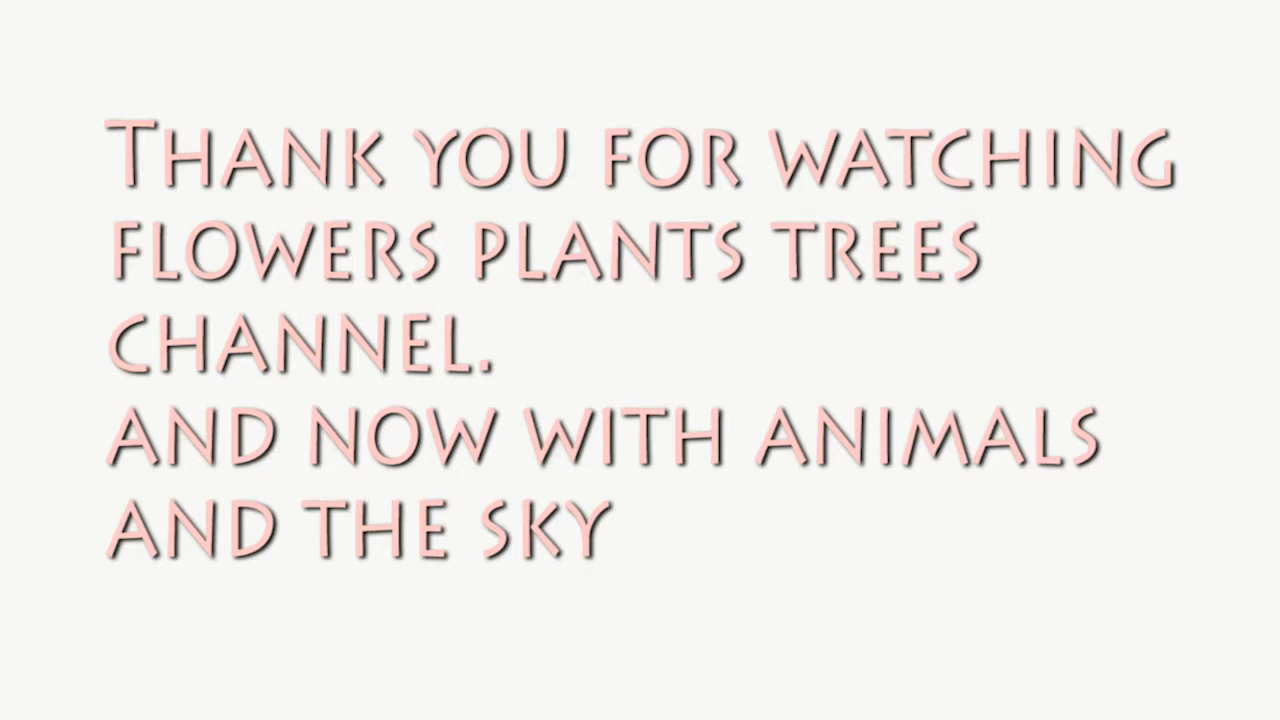 THANK YOU FOR WATCHING
FLOWERS PLANTS TREES
CHANNEL.
AND NOW WITH ANIMALS
AND THE SKY